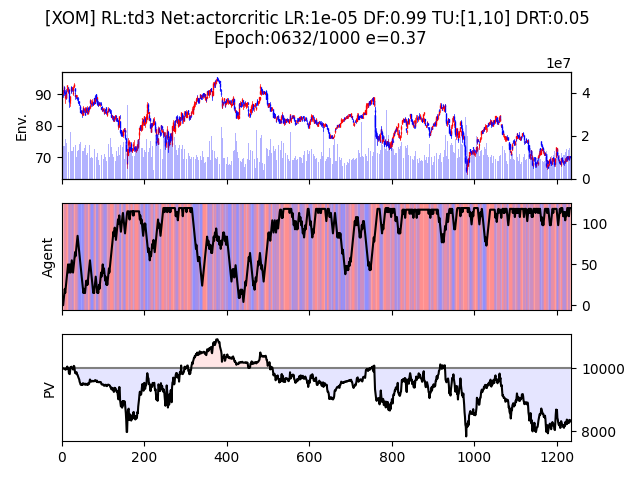 [XOM] RL:td3 Net:actorcritic LR:1e-05 DF:0.99 TU:[1,10] DRT:0.05
Epoch:0632/1000 e=0.37
1e7
90
80
70
Env.
4
2
0
Agent
100
50
0
PV
10000
8000
0 200 400 600 800 1000 1200